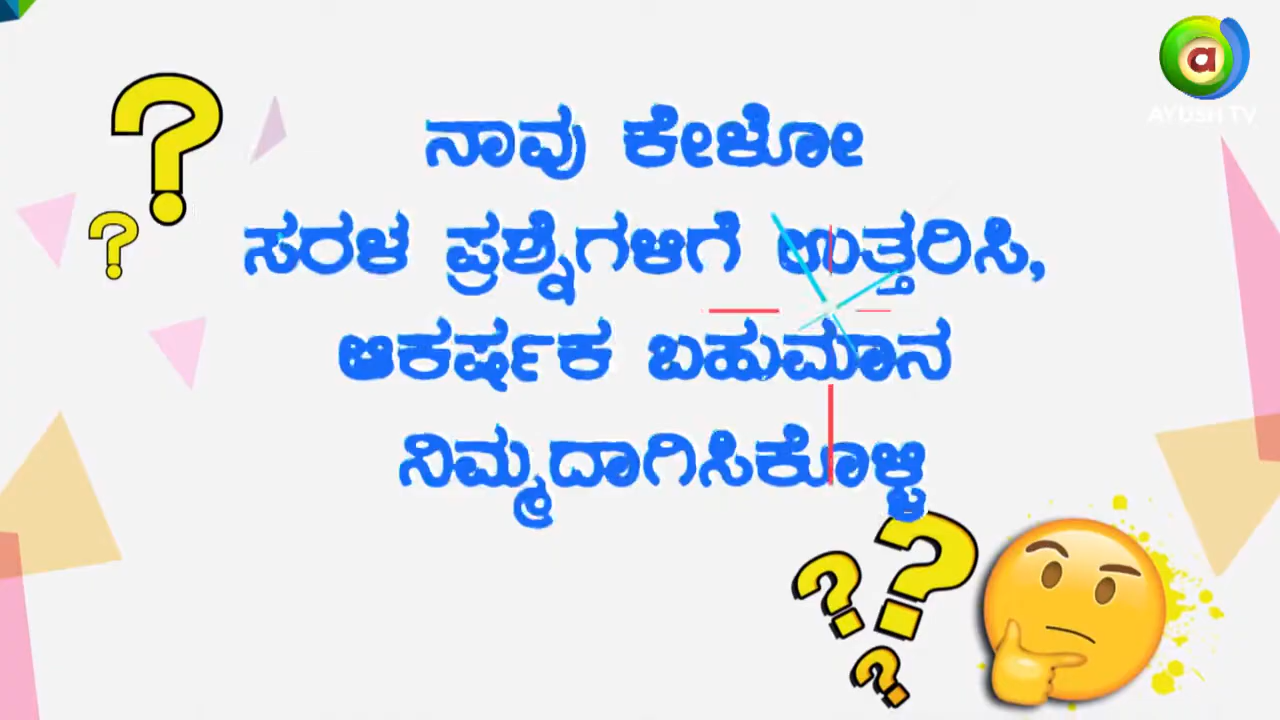 AYUSH TV
ನಾವು ಕೇಳೋ
ಸರಳ ಪ್ರಶ್ನೆಗಳಿಗೆ ಉತ್ತರಿಸಿ,
ಆಕರ್ಷಕ ಬಹುಮಾನ
ನಿಮ್ಮದಾಗಿಸಿಕೊಳ್ಳಿ